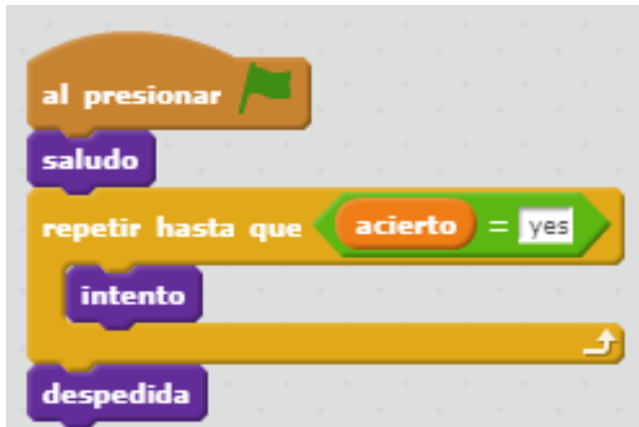 al presionar
saludo
repetir hasta que acierto = yes
intento
despedida